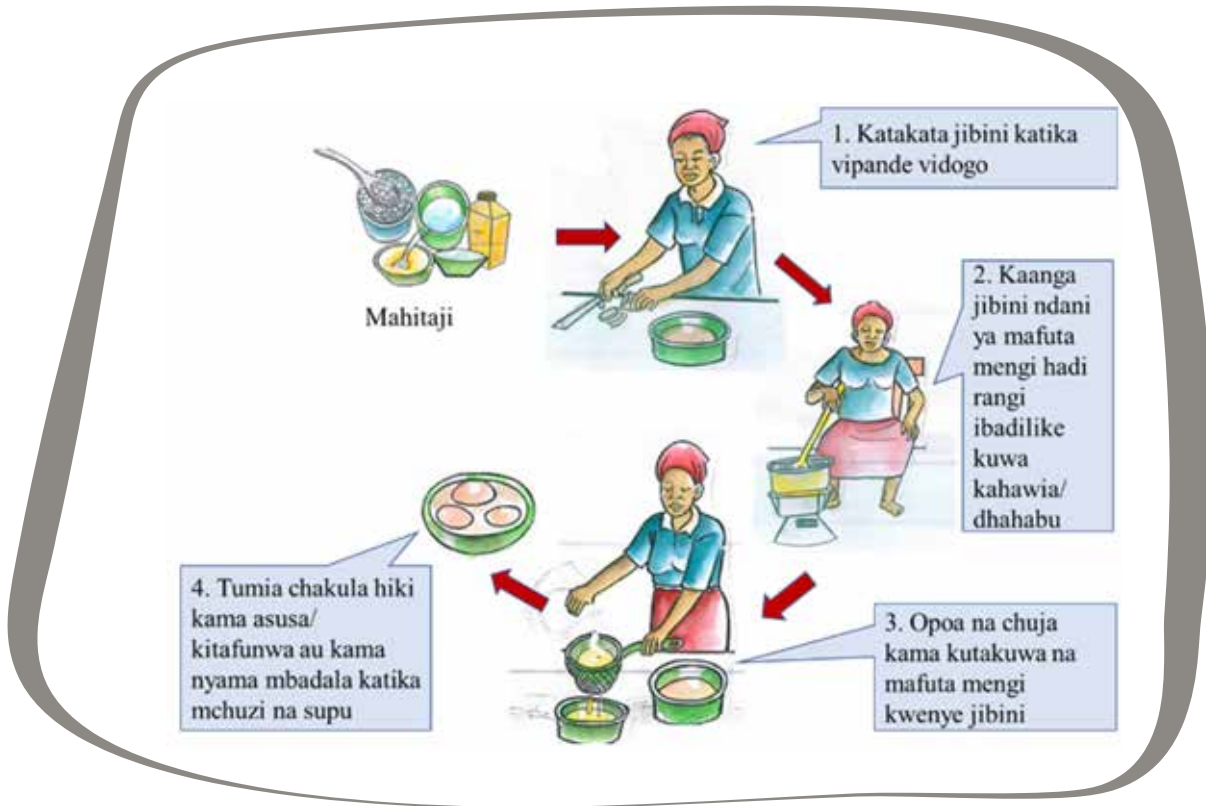 Mahitaji
1. Katakata jibini katika
vipande vidogo
2. Kaanga
jibini ndani
ya mafuta
mengi hadi
rangi
ibadilike
kuwa
kahawia/
dhahabu
3. Opoa na chuja
kama kutakuwa na
mafuta mengi
kwenye jibini
4. Tumia chakula hiki
kama asusa/
kitafunwa au kama
nyama mbadala katika
mchuzi na supu